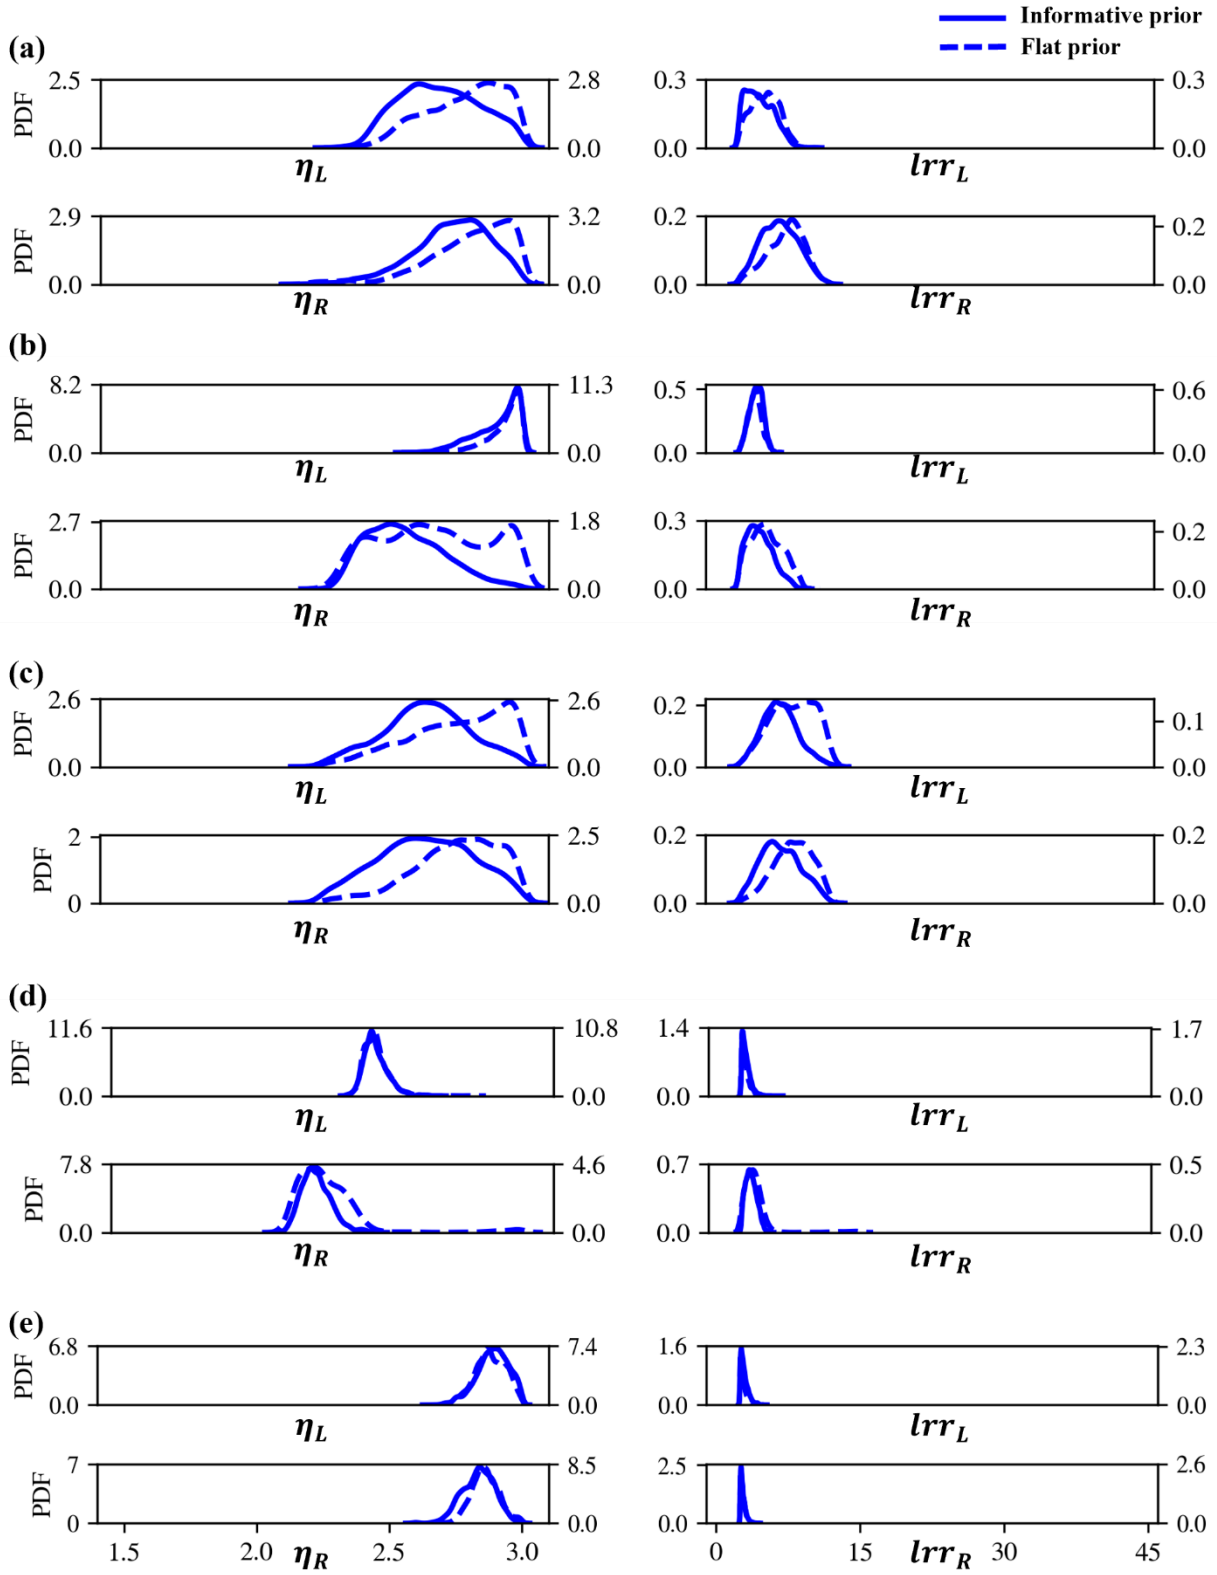 Informative prior
Flat prior
(a)
PDF 2.5 0.0 2.8 0.0 η_L
0.3 0.0 0.3 0.0 lrr_L
PDF 2.9 0.0 3.2 0.0 η_R
0.2 0.0 0.2 0.0 lrr_R
(b)
PDF 8.2 0.0 11.3 0.0 η_L
0.5 0.0 0.6 0.0 lrr_L
PDF 2.7 0.0 1.8 0.0 η_R
0.3 0.0 0.2 0.0 lrr_R
(c)
PDF 2.6 0.0 2.6 0.0 η_L
0.2 0.0 0.1 0.0 lrr_L
PDF 2 0 2.5 0.0 η_R
0.2 0.0 0.2 0.0 lrr_R
(d)
PDF 11.6 0.0 10.8 0.0 η_L
1.4 0.0 1.7 0.0 lrr_L
PDF 7.8 0.0 4.6 0.0 η_R
0.7 0.0 0.5 0.0 lrr_R
(e)
PDF 6.8 0.0 7.4 0.0 η_L
1.6 0.0 2.3 0.0 lrr_L
PDF 7 0 8.5 0.0
2.5 0.0 2.6 0.0
1.5 2.0 η_R 2.5 3.0
0 15 lrr_R 30 45